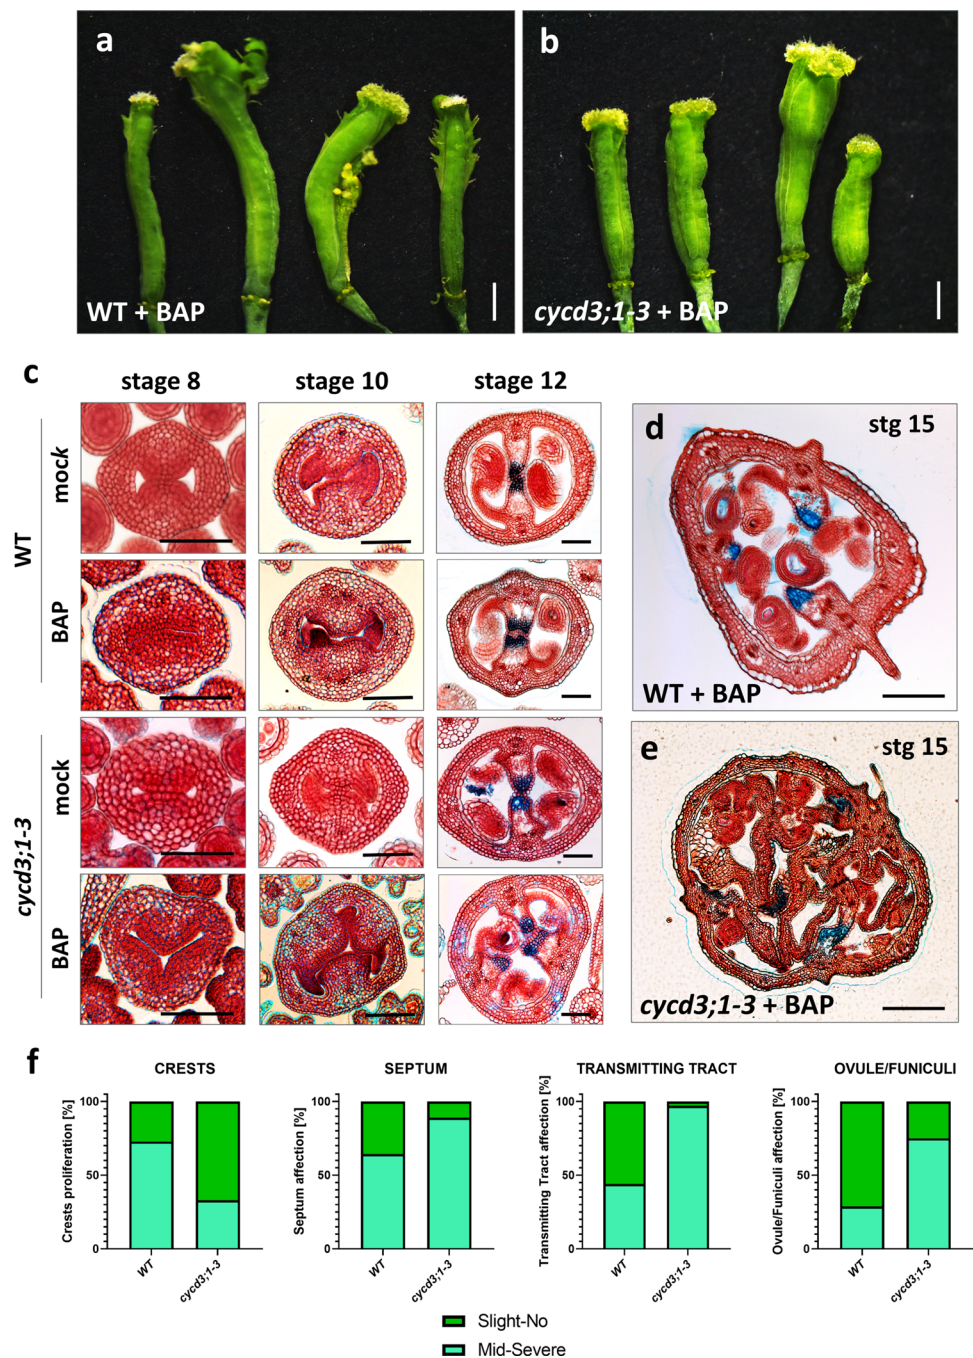 a
b
WT + BAP
cycd3;1-3 + BAP
c
stage 8
stage 10
stage 12
WT
mock
BAP
cycd3;1-3
mock
BAP
d
stg 15
WT + BAP
e
stg 15
cycd3;1-3 + BAP
f
CRESTS
Crests proliferation [%]
100
50
0
WT
cycd3;1-3
SEPTUM
Septum affection [%]
100
50
0
WT
cycd3;1-3
TRANSMITTING TRACT
Transmitting Tract affection [%]
100
50
0
WT
cycd3;1-3
OVULE/FUNICULI
Ovule/Funiculi affection [%]
100
50
0
WT
cycd3;1-3
Slight-No
Mid-Severe